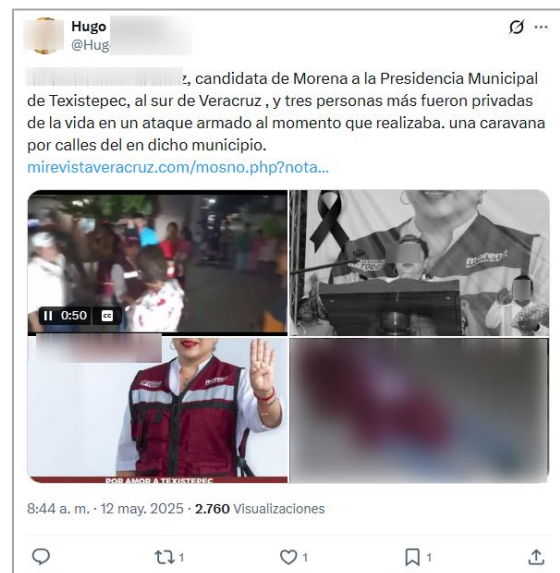 Hugo
@Hug
, candidata de Morena a la Presidencia Municipal
de Texistepec, al sur de Veracruz , y tres personas más fueron privadas
de la vida en un ataque armado al momento que realizaba. una caravana
por calles del en dicho municipio.
mirevistaveracruz.com/mosno.php?nota...
0:50
CC
morena
POR AMOR A TEXISTEPEC
8:44 a. m. · 12 may. 2025 · 2.760 Visualizaciones
1
1
1